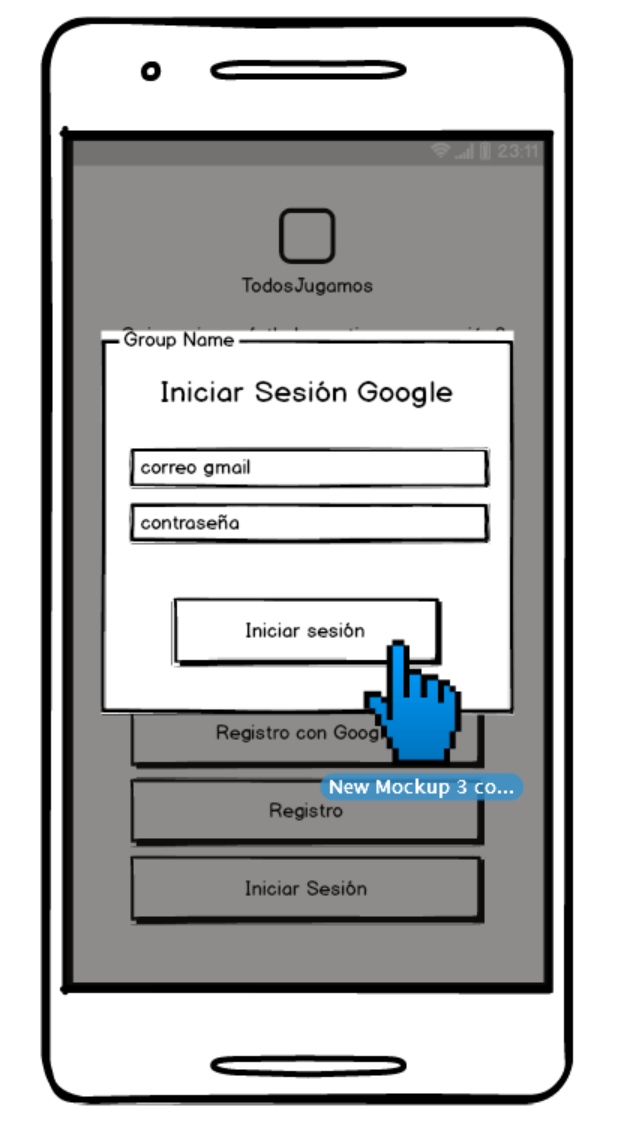 23:11
TodosJugamos
Group Name
Iniciar Sesión Google
correo gmail
contraseña
Iniciar sesión
Registro con Goog
New Mockup 3 co...
Registro
Iniciar Sesión